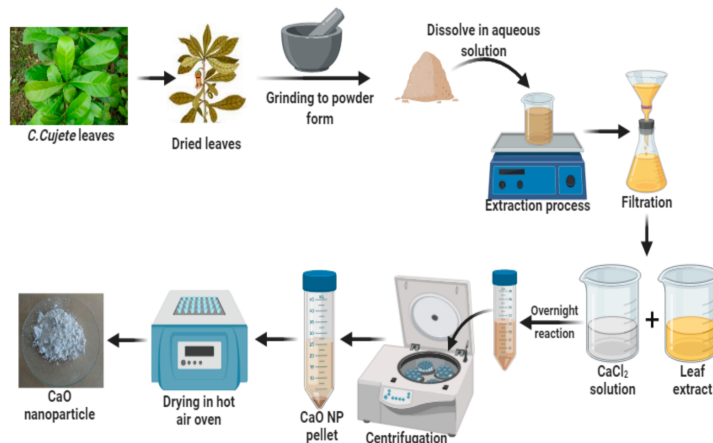 Dissolve in aqueous
solution
Grinding to powder
form
C.Cujete leaves
Dried leaves
Extraction process
Filtration
Overnight
reaction
CaCl₂
solution
+
Leaf
extract
Centrifugation
CaO NP
pellet
Drying in hot
air oven
CaO
nanoparticle